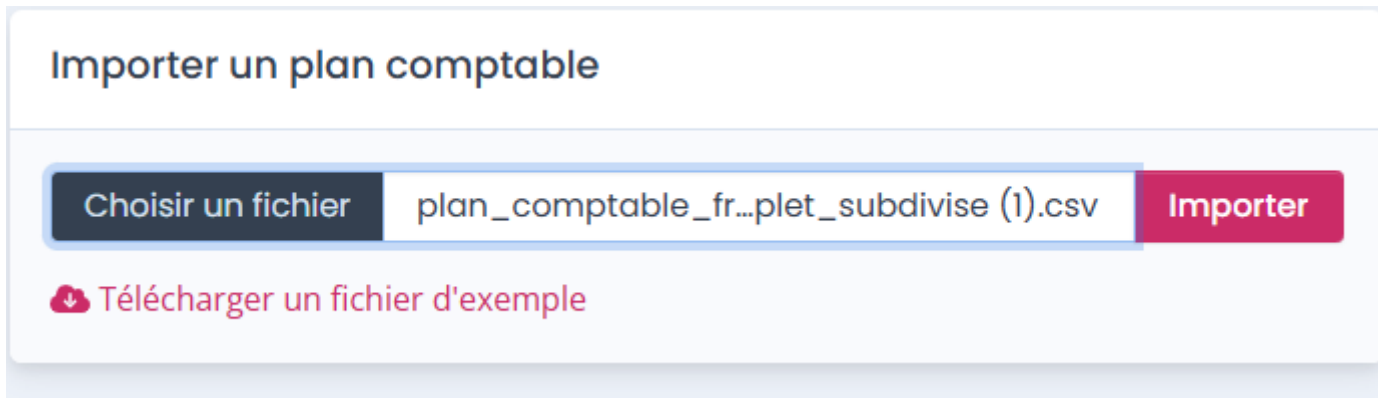 Importer un plan comptable
Choisir un fichier plan_comptable_fr...plet_subdivise (1).csv Importer
Télécharger un fichier d'exemple